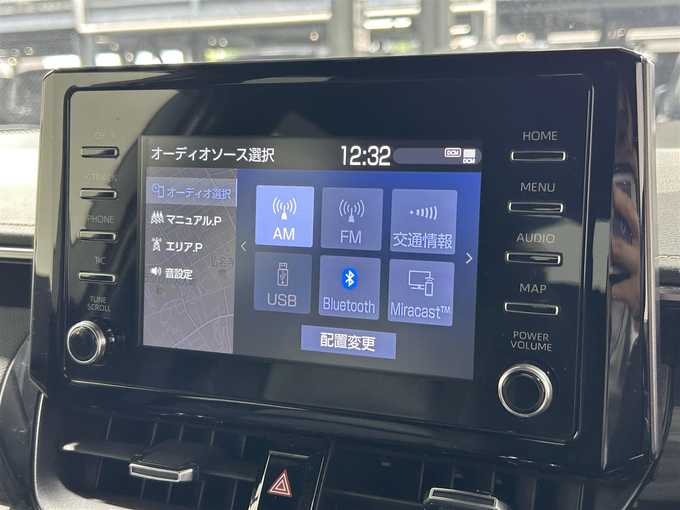 オーディオソース選択
12:32
DCM
DCM
オーディオ選択
マニュアル.P
エリア.P
音設定
AM
FM
交通情報
USB
Bluetooth
Miracast™
配置変更
PHONE
TC
TUNE
SCROLL
HOME
MENU
AUDIO
MAP
POWER
VOLUME